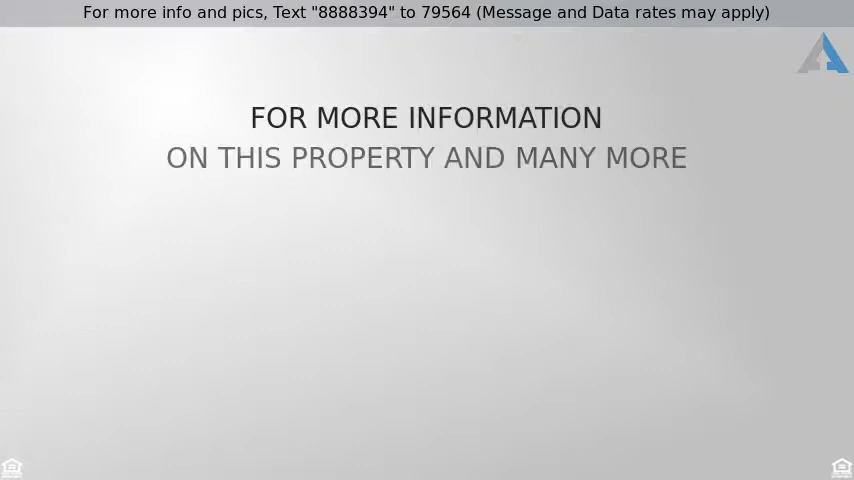 For more info and pics, Text "8888394" to 79564 (Message and Data rates may apply)
FOR MORE INFORMATION
ON THIS PROPERTY AND MANY MORE